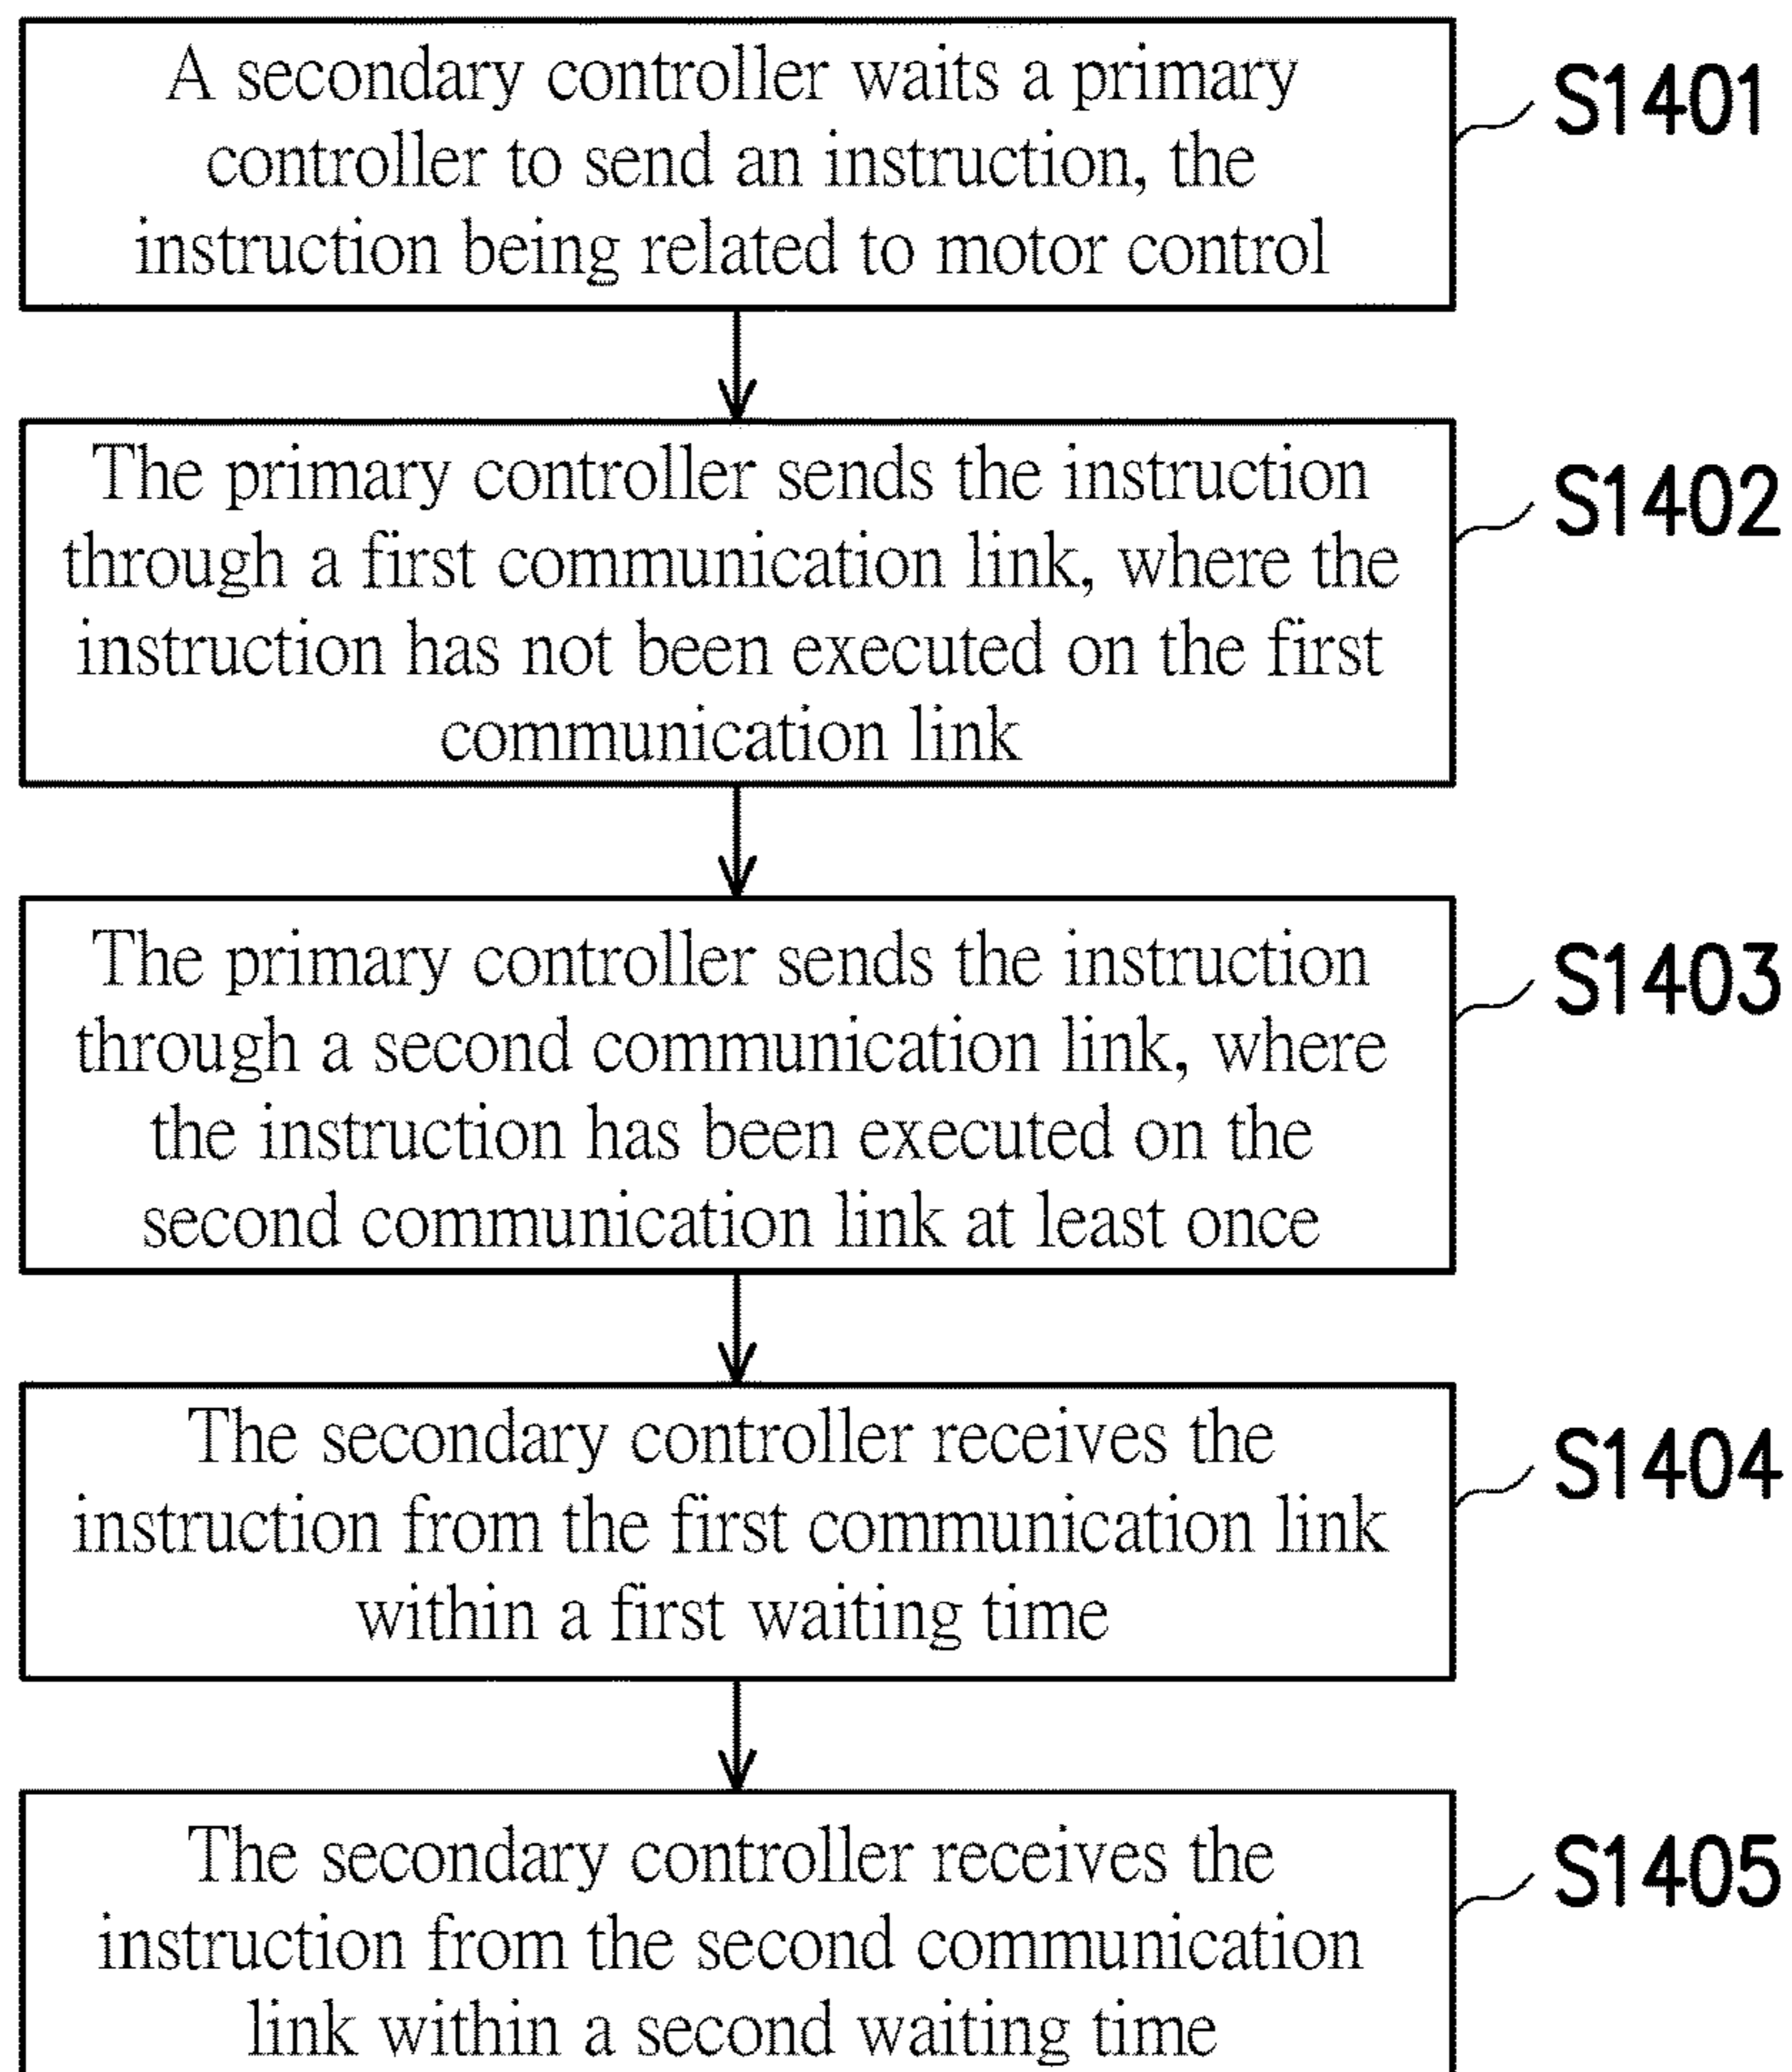 A secondary controller waits a primary
controller to send an instruction, the
instruction being related to motor control
S1401
The primary controller sends the instruction
through a first communication link, where the
instruction has not been executed on the first
communication link
S1402
The primary controller sends the instruction
through a second communication link, where
the instruction has been executed on the
second communication link at least once
S1403
The secondary controller receives the
instruction from the first communication link
within a first waiting time
S1404
The secondary controller receives the
instruction from the second communication
link within a second waiting time
S1405